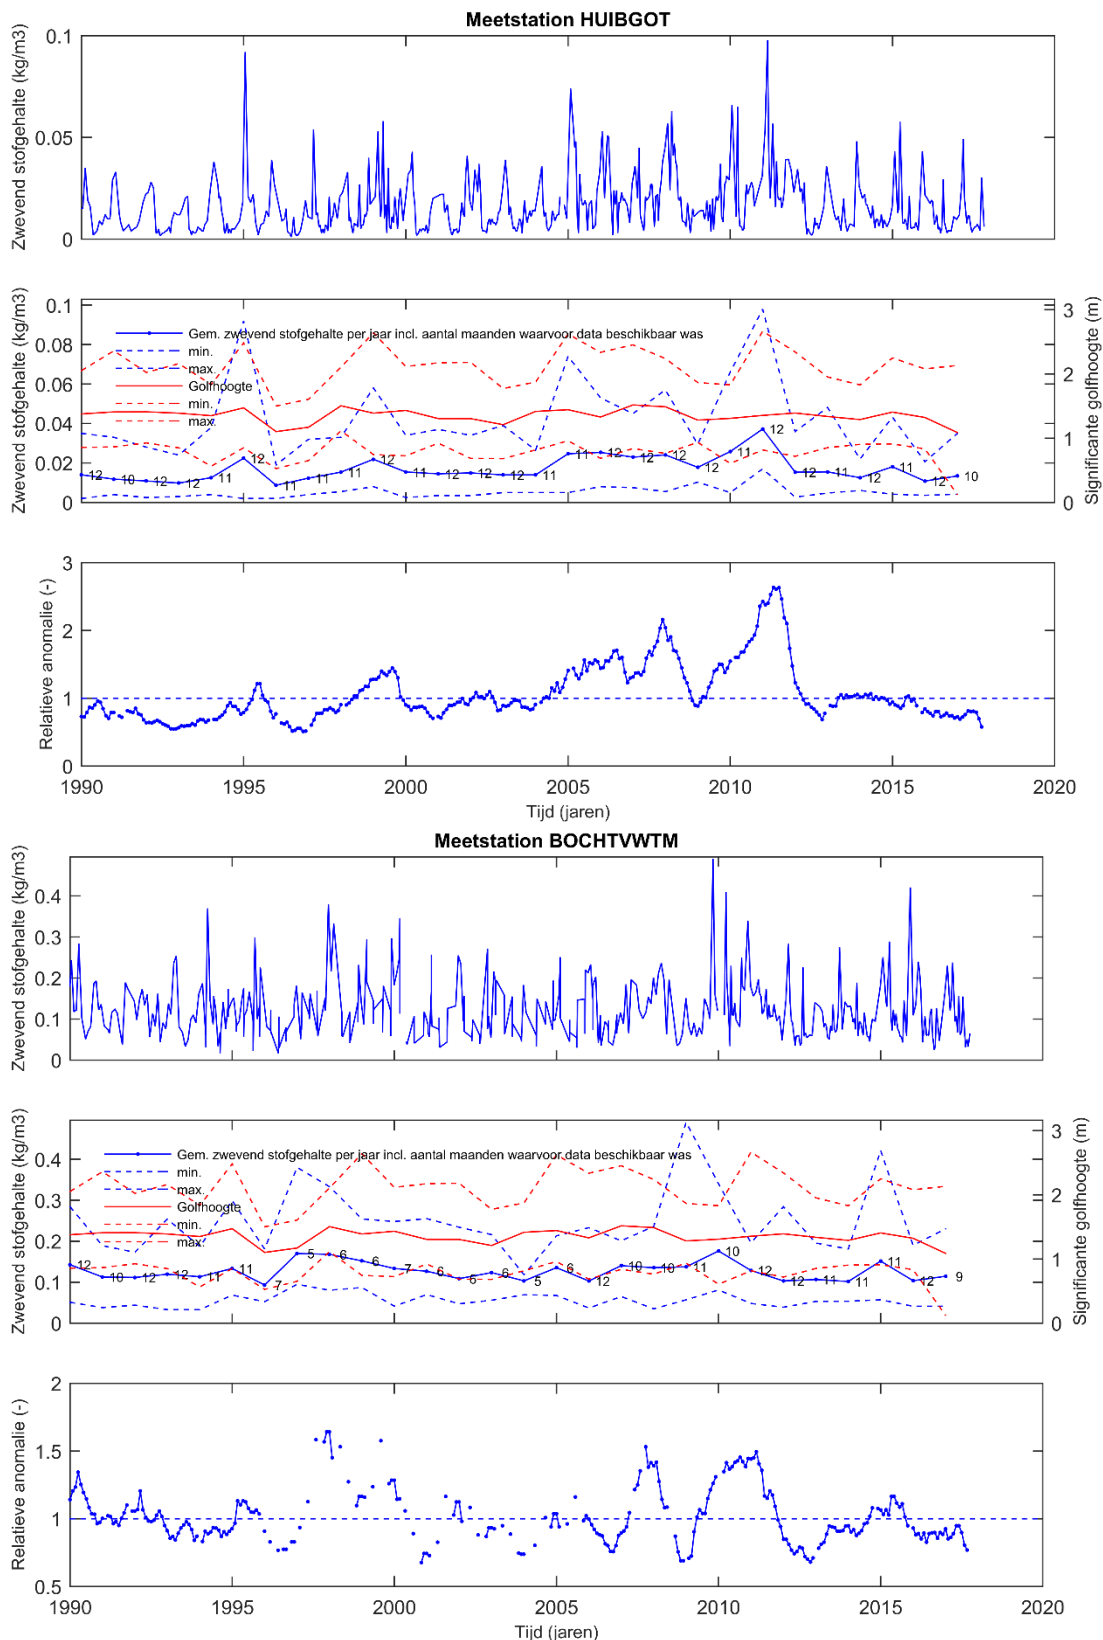 Meetstation HUIBGOT
Zwevend stofgehalte (kg/m3)
0.1
0.05
0
Zwevend stofgehalte (kg/m3)
0.1
0.08
0.06
0.04
0.02
0
Gem. zwevend stofgehalte per jaar incl. aantal maanden waarvoor data beschikbaar was
min.
max.
Golfhoogte
min.
max.
12 10 12 12 11 12 11 11 11 12 11 11 12 12 11 11 12 12 12 12 11 12 12 11 12 11 12 10
3
2
1
0
Significante golfhoogte (m)
Relatieve anomalie (-)
3
2
1
0
1990 1995 2000 2005 2010 2015 2020
Tijd (jaren)
Meetstation BOCHTVWTM
Zwevend stofgehalte (kg/m3)
0.4
0.3
0.2
0.1
0
Zwevend stofgehalte (kg/m3)
0.4
0.3
0.2
0.1
0
Gem. zwevend stofgehalte per jaar incl. aantal maanden waarvoor data beschikbaar was
min.
max.
Golfhoogte
min.
max.
12 10 12 12 11 11 7 5 6 6 7 6 5 6 5 6 12 10 10 11 10 12 12 11 11 11 12 9
3
2
1
0
Significante golfhoogte (m)
Relatieve anomalie (-)
2
1.5
1
0.5
1990 1995 2000 2005 2010 2015 2020
Tijd (jaren)